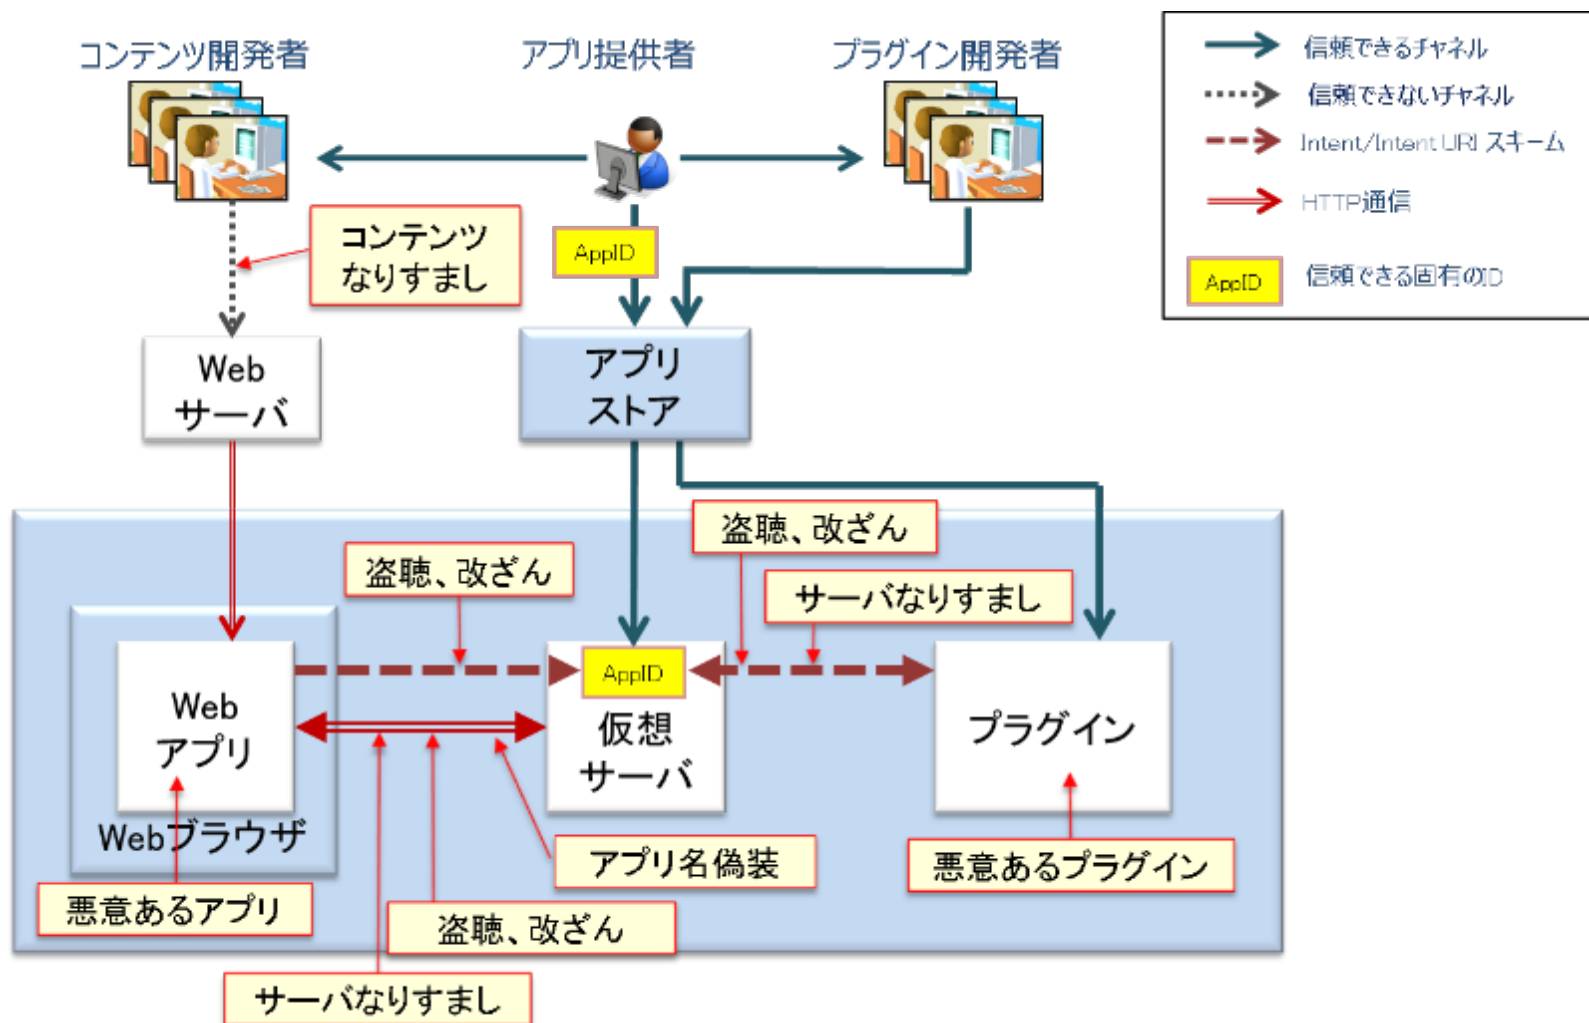 コンテンツ開発者
アプリ提供者
プラグイン開発者
信頼できるチャネル
信頼できないチャネル
Intent/Intent URI スキーム
HTTP通信
AppID
信頼できる固有のID
コンテンツ
なりすまし
AppID
Web
サーバ
アプリ
ストア
盗聴、改ざん
盗聴、改ざん
サーバなりすまし
AppID
Web
アプリ
仮想
サーバ
プラグイン
Webブラウザ
アプリ名偽装
悪意あるプラグイン
悪意あるアプリ
盗聴、改ざん
サーバなりすまし